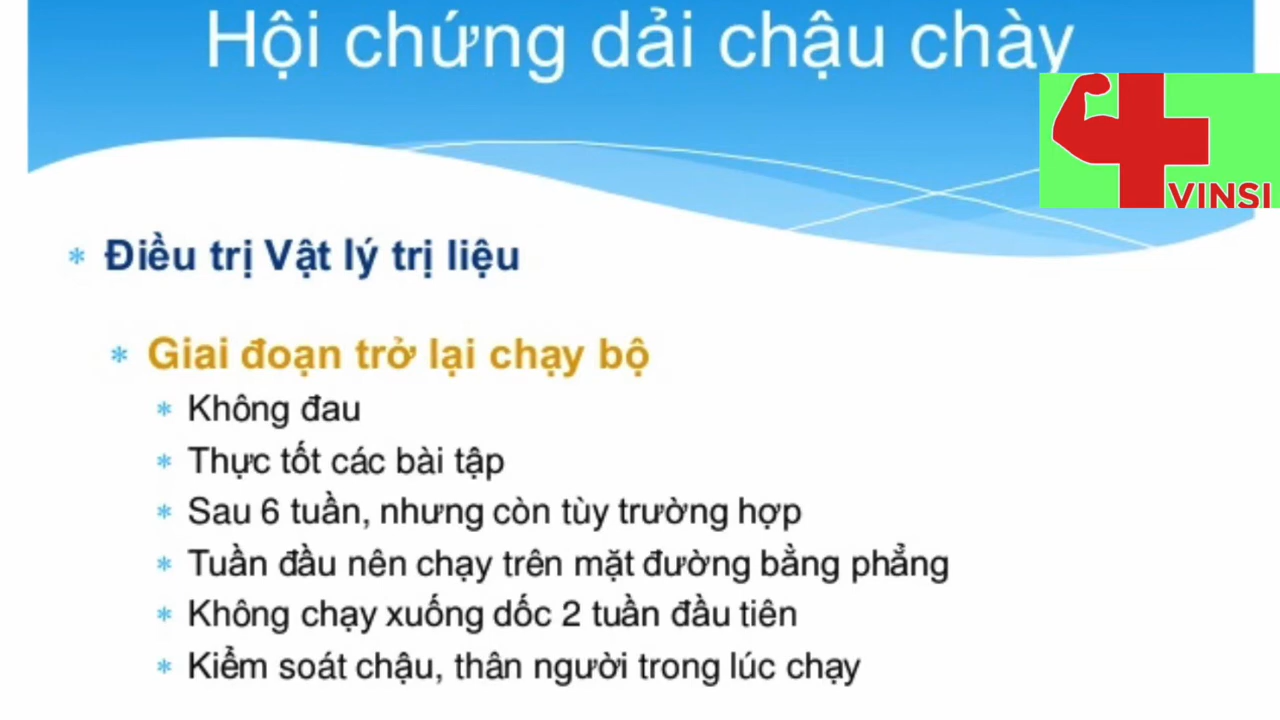 Hội chứng dải chậu chày
VINSI
* Điều trị Vật lý trị liệu
* Giai đoạn trở lại chạy bộ
* Không đau
* Thực tốt các bài tập
* Sau 6 tuần, nhưng còn tùy trường hợp
* Tuần đầu nên chạy trên mặt đường bằng phẳng
* Không chạy xuống dốc 2 tuần đầu tiên
* Kiểm soát chậu, thân người trong lúc chạy